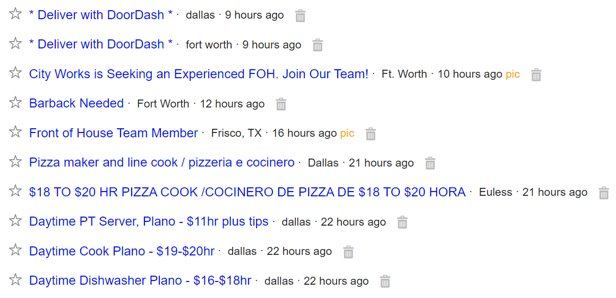 * Deliver with DoorDash * · dallas · 9 hours ago
* Deliver with DoorDash * · fort worth · 9 hours ago
City Works is Seeking an Experienced FOH. Join Our Team! · Ft. Worth · 10 hours ago pic
Barback Needed · Fort Worth · 12 hours ago
Front of House Team Member · Frisco, TX · 16 hours ago pic
Pizza maker and line cook / pizzeria e cocinero · Dallas · 21 hours ago
$18 TO $20 HR PIZZA COOK /COCINERO DE PIZZA DE $18 TO $20 HORA · Euless · 21 hours ago
Daytime PT Server, Plano - $11hr plus tips · dallas · 22 hours ago
Daytime Cook Plano - $19-$20hr · dallas · 22 hours ago
Daytime Dishwasher Plano - $16-$18hr · dallas · 22 hours ago